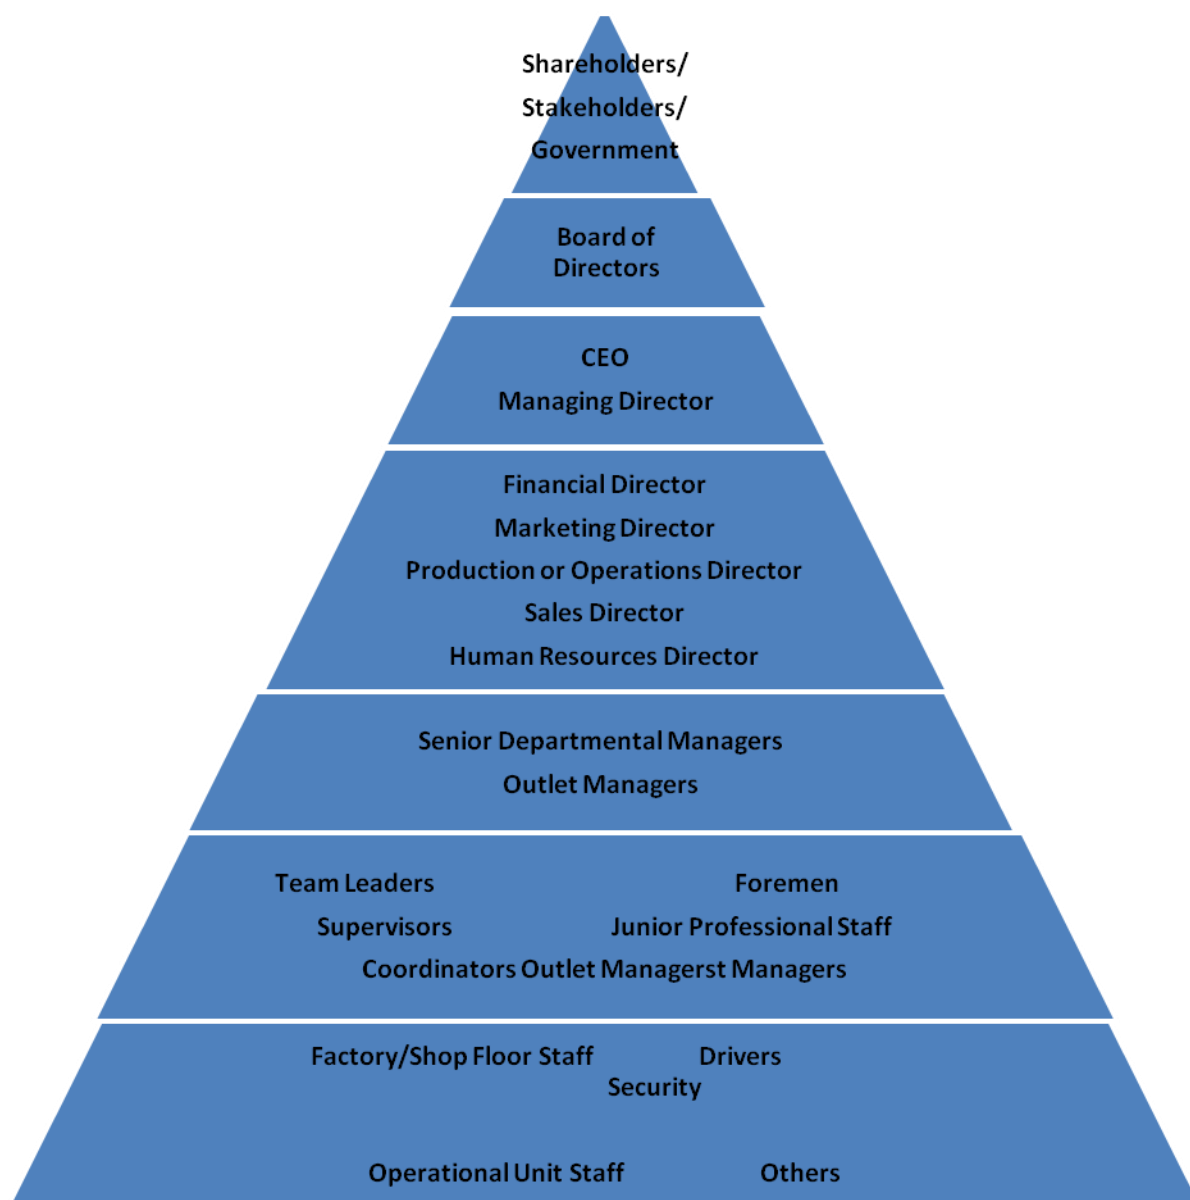 Shareholders/
Stakeholders/
Government
Board of
Directors
CEO
Managing Director
Financial Director
Marketing Director
Production or Operations Director
Sales Director
Human Resources Director
Senior Departmental Managers
Outlet Managers
Team Leaders Foremen
Supervisors Junior Professional Staff
Coordinators Outlet Managerst Managers
Factory/Shop Floor Staff Drivers
Security
Operational Unit Staff Others